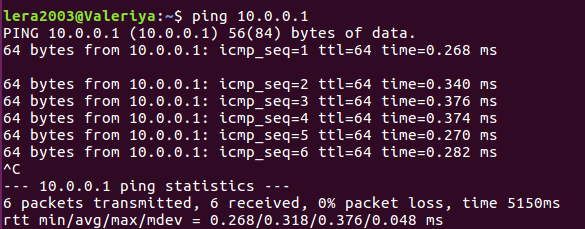 lera2003@Valeriya:~$ ping 10.0.0.1
PING 10.0.0.1 (10.0.0.1) 56(84) bytes of data.
64 bytes from 10.0.0.1: icmp_seq=1 ttl=64 time=0.268 ms
64 bytes from 10.0.0.1: icmp_seq=2 ttl=64 time=0.340 ms
64 bytes from 10.0.0.1: icmp_seq=3 ttl=64 time=0.376 ms
64 bytes from 10.0.0.1: icmp_seq=4 ttl=64 time=0.374 ms
64 bytes from 10.0.0.1: icmp_seq=5 ttl=64 time=0.270 ms
64 bytes from 10.0.0.1: icmp_seq=6 ttl=64 time=0.282 ms
^C
--- 10.0.0.1 ping statistics ---
6 packets transmitted, 6 received, 0% packet loss, time 5150ms
rtt min/avg/max/mdev = 0.268/0.318/0.376/0.048 ms